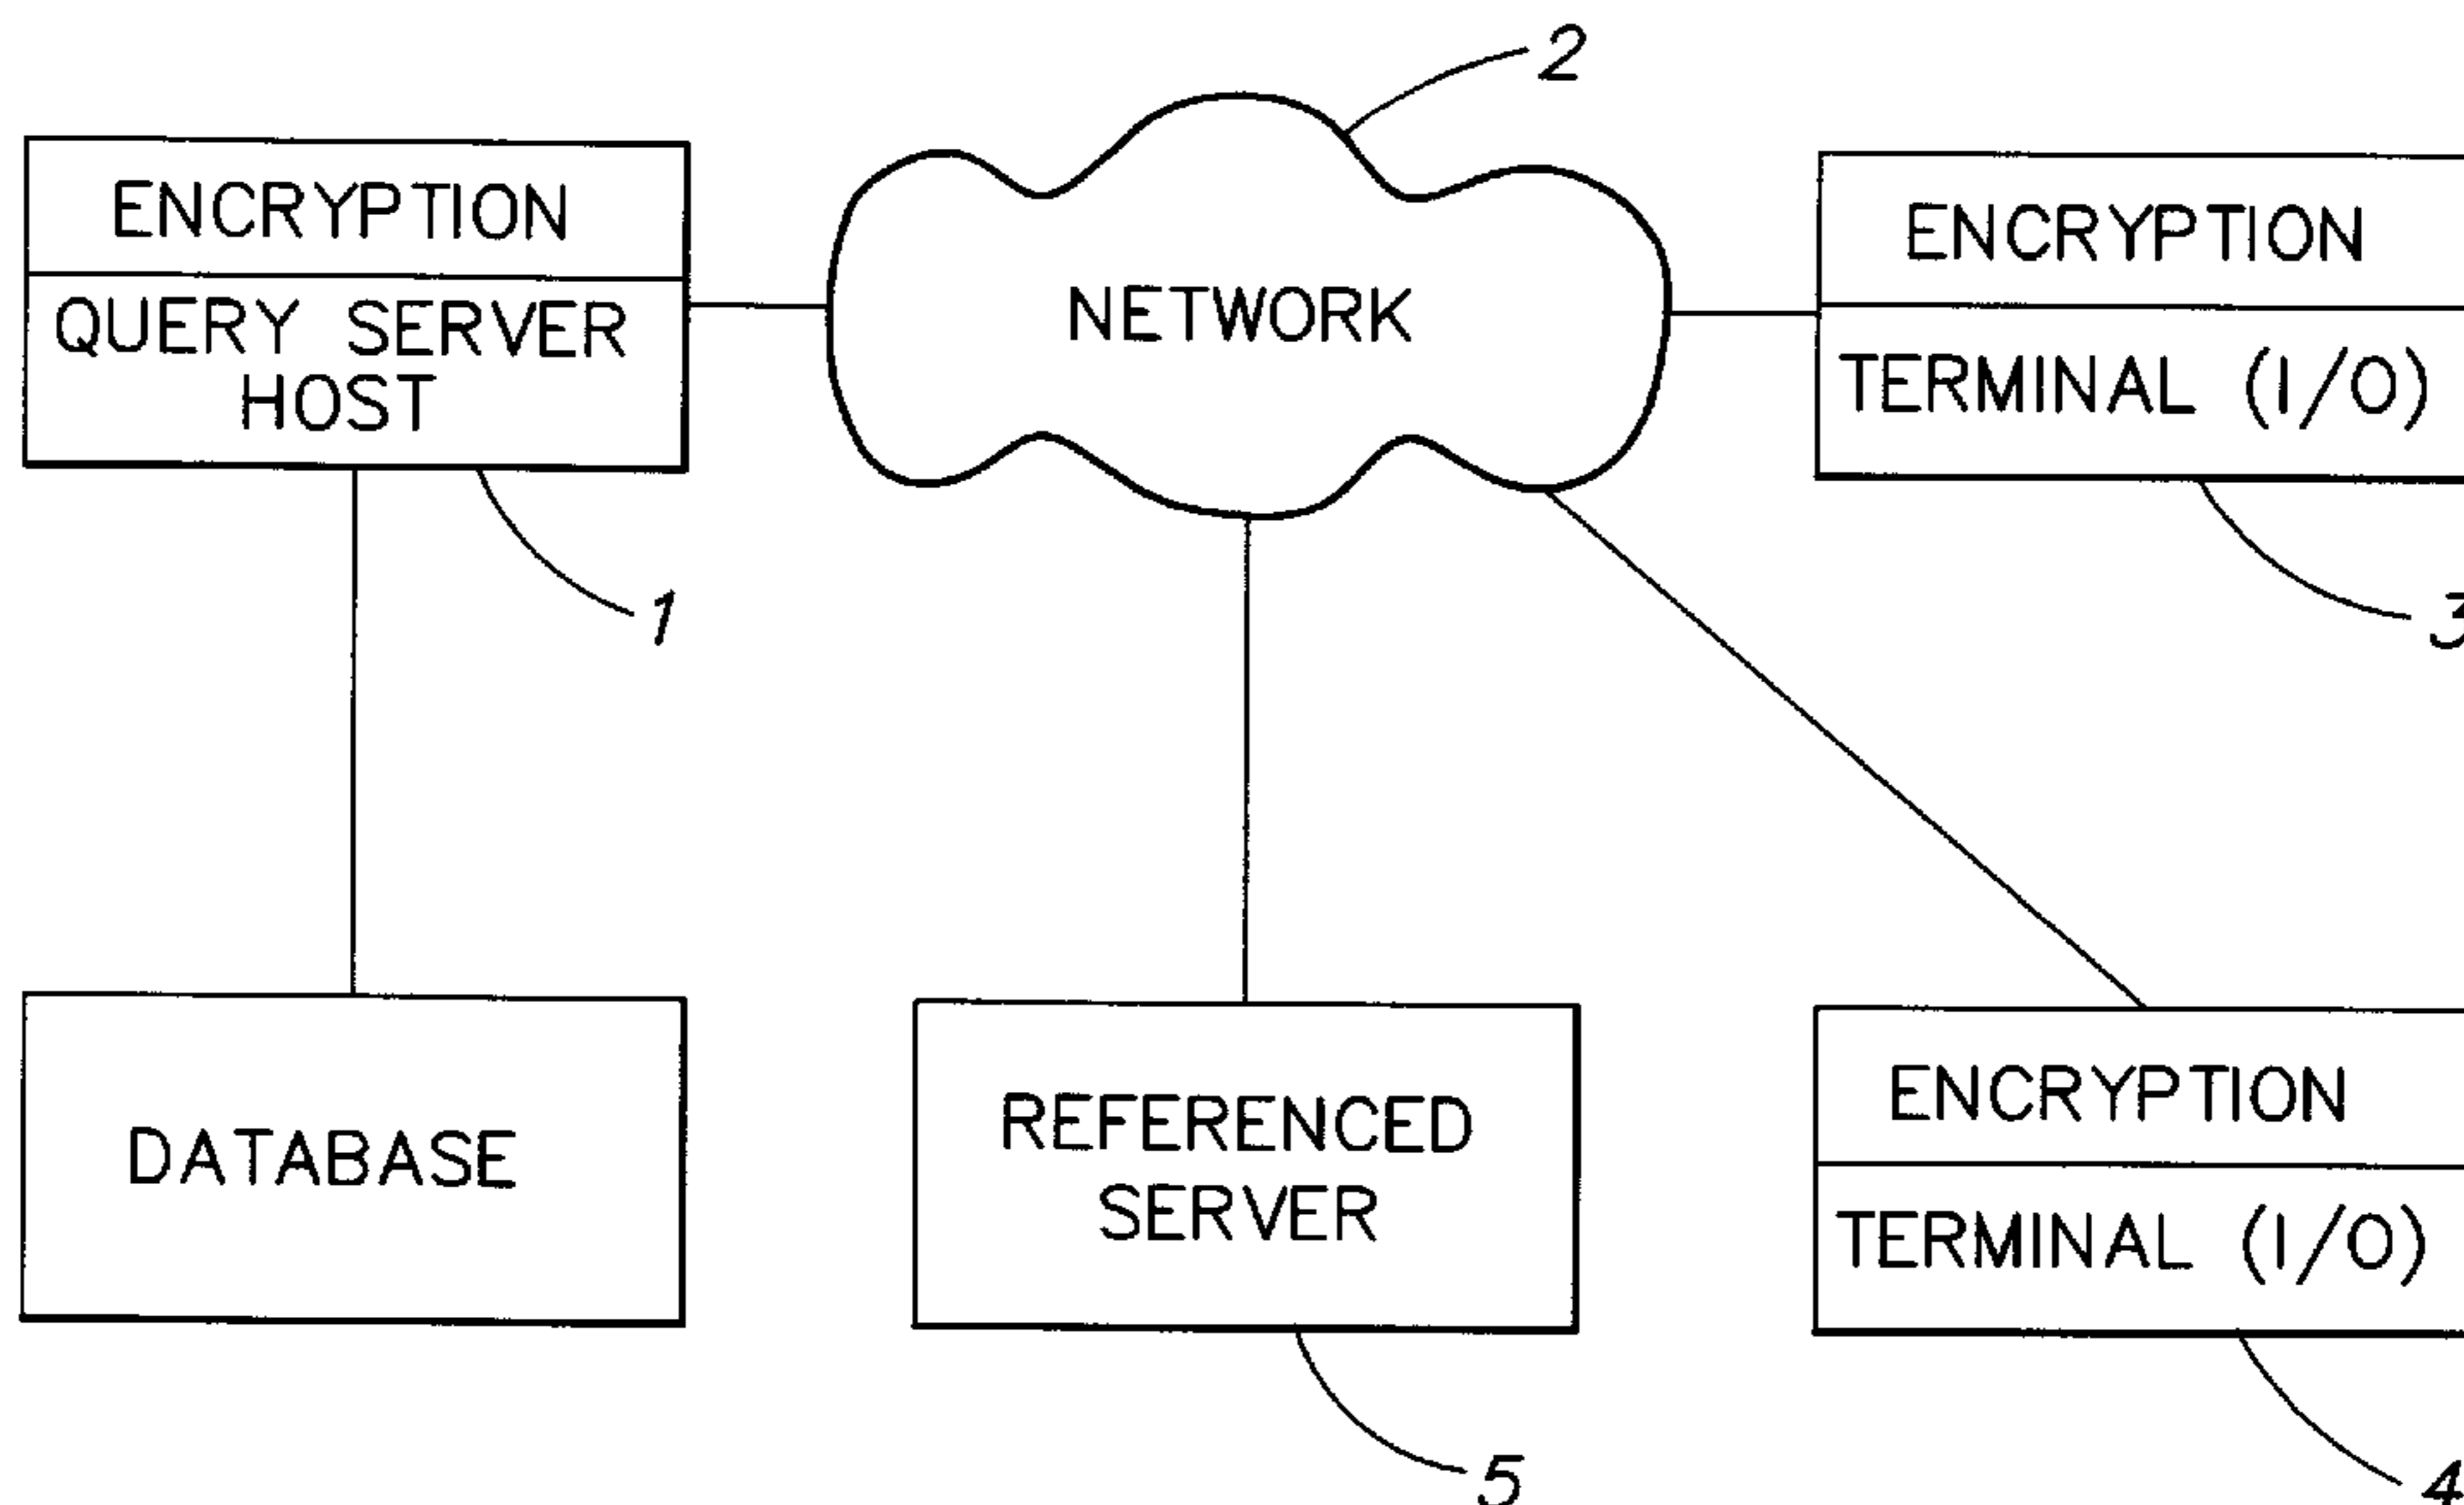 2
ENCRYPTION
QUERY SERVER
HOST
NETWORK
ENCRYPTION
TERMINAL (I/O)
1
3
DATABASE
REFERENCED
SERVER
ENCRYPTION
TERMINAL (I/O)
5
4